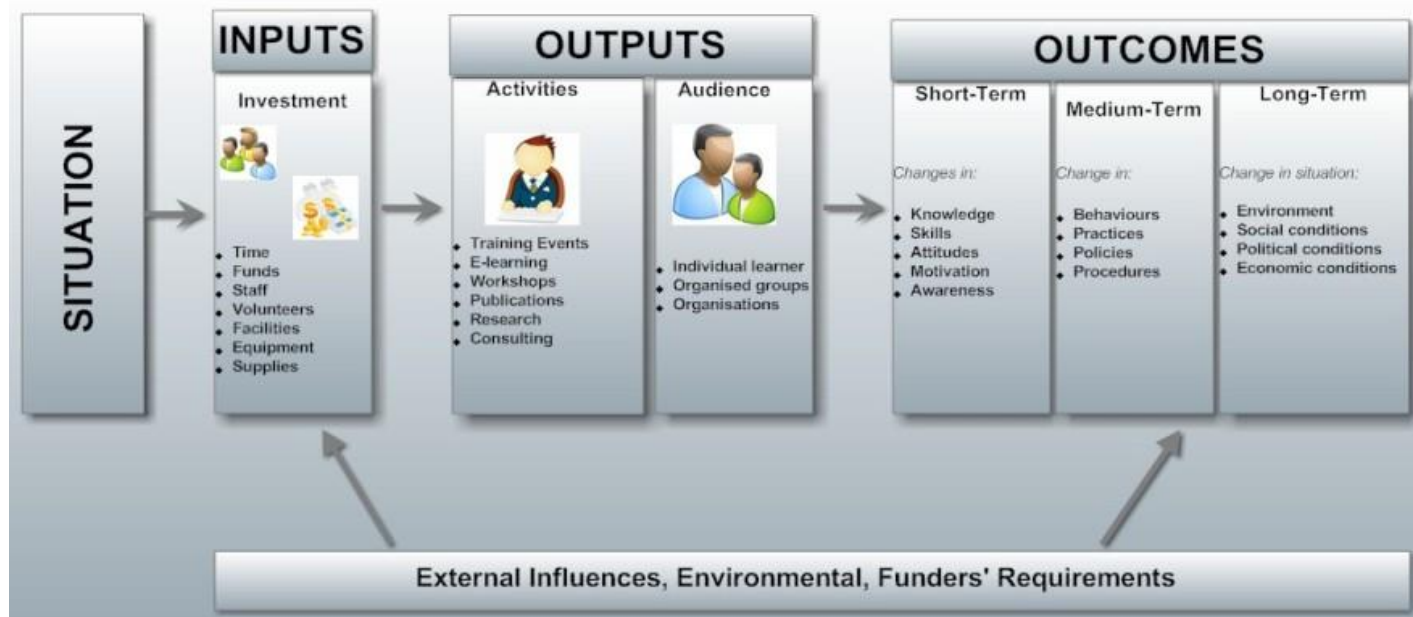 SITUATION
INPUTS
Investment
Time
Funds
Staff
Volunteers
Facilities
Equipment
Supplies
OUTPUTS
Activities
Training Events
E-learning
Workshops
Publications
Research
Consulting
Audience
Individual learner
Organised groups
Organisations
OUTCOMES
Short-Term
Changes in:
Knowledge
Skills
Attitudes
Motivation
Awareness
Medium-Term
Change in:
Behaviours
Practices
Policies
Procedures
Long-Term
Change in situation:
Environment
Social conditions
Political conditions
Economic conditions
External Influences, Environmental, Funders' Requirements